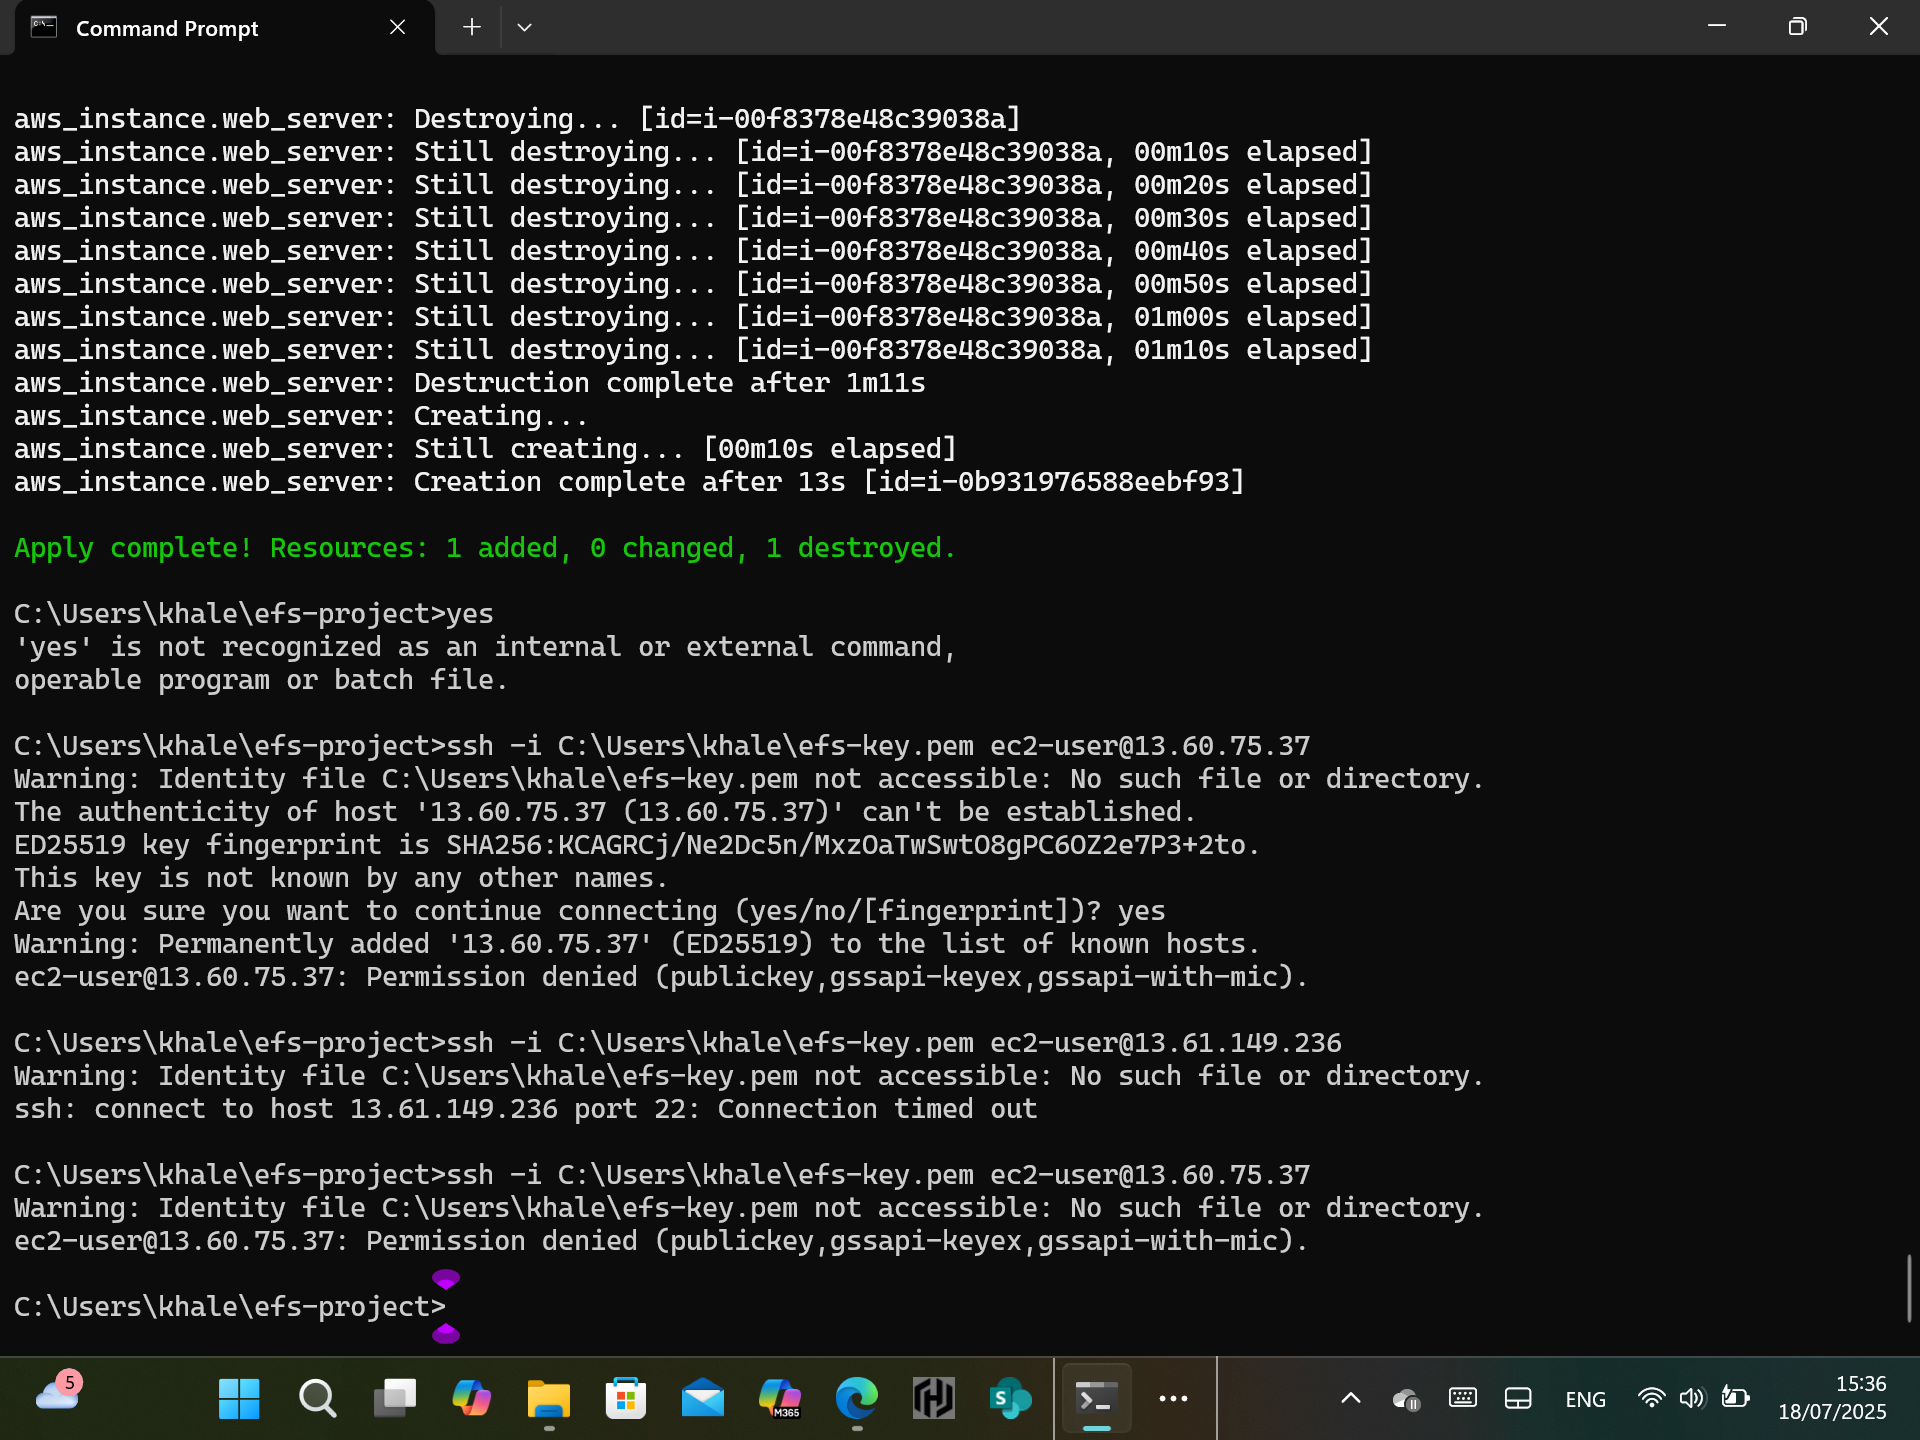 Command Prompt
aws_instance.web_server: Destroying... [id=i-00f8378e48c39038a]
aws_instance.web_server: Still destroying... [id=i-00f8378e48c39038a, 00m10s elapsed]
aws_instance.web_server: Still destroying... [id=i-00f8378e48c39038a, 00m20s elapsed]
aws_instance.web_server: Still destroying... [id=i-00f8378e48c39038a, 00m30s elapsed]
aws_instance.web_server: Still destroying... [id=i-00f8378e48c39038a, 00m40s elapsed]
aws_instance.web_server: Still destroying... [id=i-00f8378e48c39038a, 00m50s elapsed]
aws_instance.web_server: Still destroying... [id=i-00f8378e48c39038a, 01m00s elapsed]
aws_instance.web_server: Still destroying... [id=i-00f8378e48c39038a, 01m10s elapsed]
aws_instance.web_server: Destruction complete after 1m11s
aws_instance.web_server: Creating...
aws_instance.web_server: Still creating... [00m10s elapsed]
aws_instance.web_server: Creation complete after 13s [id=i-0b931976588eebf93]
Apply complete! Resources: 1 added, 0 changed, 1 destroyed.
C:\Users\khale\efs-project>yes
'yes' is not recognized as an internal or external command,
operable program or batch file.
C:\Users\khale\efs-project>ssh -i C:\Users\khale\efs-key.pem ec2-user@13.60.75.37
Warning: Identity file C:\Users\khale\efs-key.pem not accessible: No such file or directory.
The authenticity of host '13.60.75.37 (13.60.75.37)' can't be established.
ED25519 key fingerprint is SHA256:KCAGRCj/Ne2Dc5n/MxzOaTwSwtO8gPC6OZ2e7P3+2to.
This key is not known by any other names.
Are you sure you want to continue connecting (yes/no/[fingerprint])? yes
Warning: Permanently added '13.60.75.37' (ED25519) to the list of known hosts.
ec2-user@13.60.75.37: Permission denied (publickey,gssapi-keyex,gssapi-with-mic).
C:\Users\khale\efs-project>ssh -i C:\Users\khale\efs-key.pem ec2-user@13.61.149.236
Warning: Identity file C:\Users\khale\efs-key.pem not accessible: No such file or directory.
ssh: connect to host 13.61.149.236 port 22: Connection timed out
C:\Users\khale\efs-project>ssh -i C:\Users\khale\efs-key.pem ec2-user@13.60.75.37
Warning: Identity file C:\Users\khale\efs-key.pem not accessible: No such file or directory.
ec2-user@13.60.75.37: Permission denied (publickey,gssapi-keyex,gssapi-with-mic).
C:\Users\khale\efs-project>
5
M365
S
ENG
15:36
18/07/2025